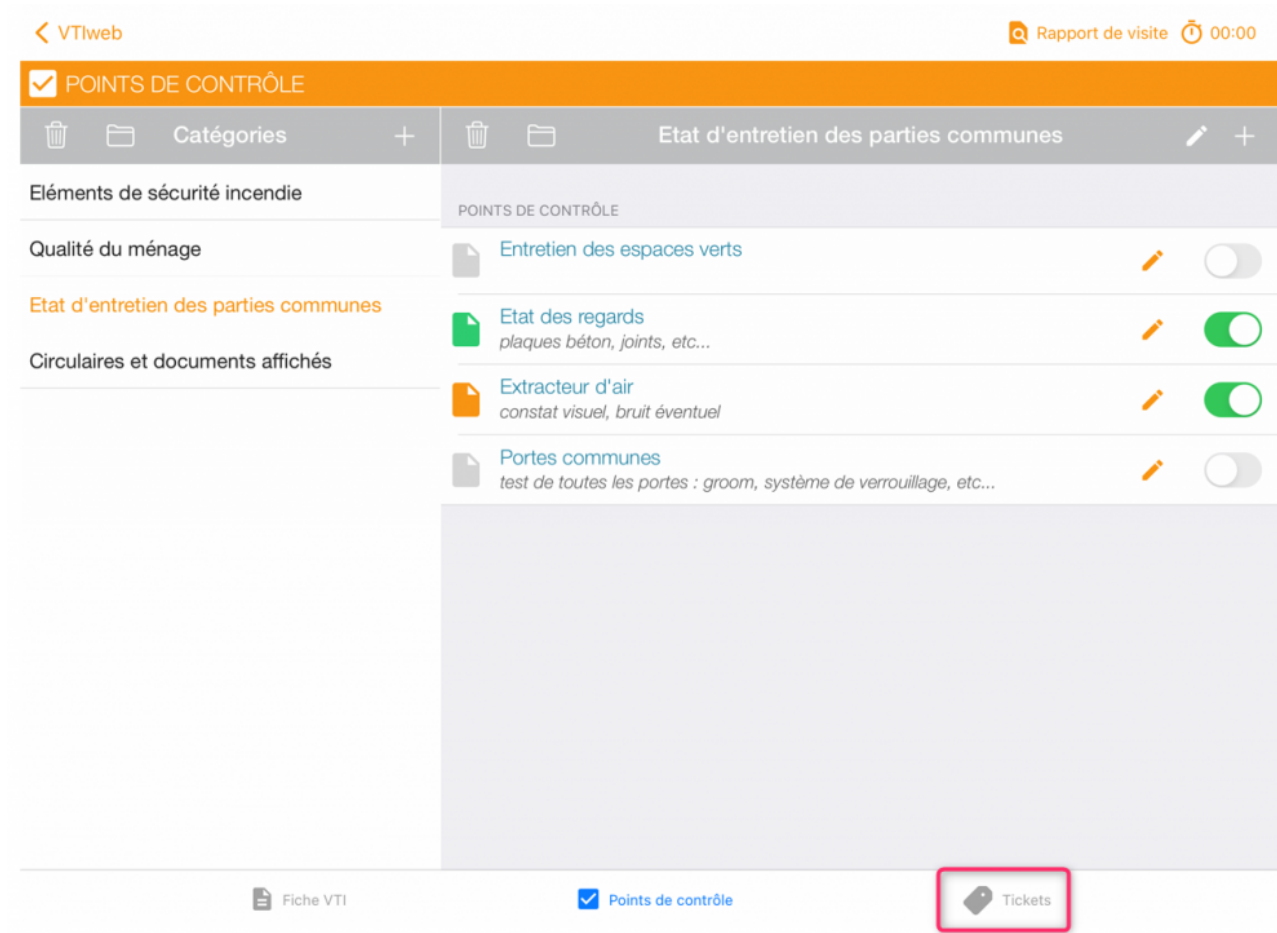 VTIweb
Rapport de visite 00:00
POINTS DE CONTRÔLE
Catégories
Etat d'entretien des parties communes
Eléments de sécurité incendie
Qualité du ménage
Etat d'entretien des parties communes
Circulaires et documents affichés
POINTS DE CONTRÔLE
Entretien des espaces verts
Etat des regards
plaques béton, joints, etc...
Extracteur d'air
constat visuel, bruit éventuel
Portes communes
test de toutes les portes : groom, système de verrouillage, etc...
Fiche VTI
Points de contrôle
Tickets